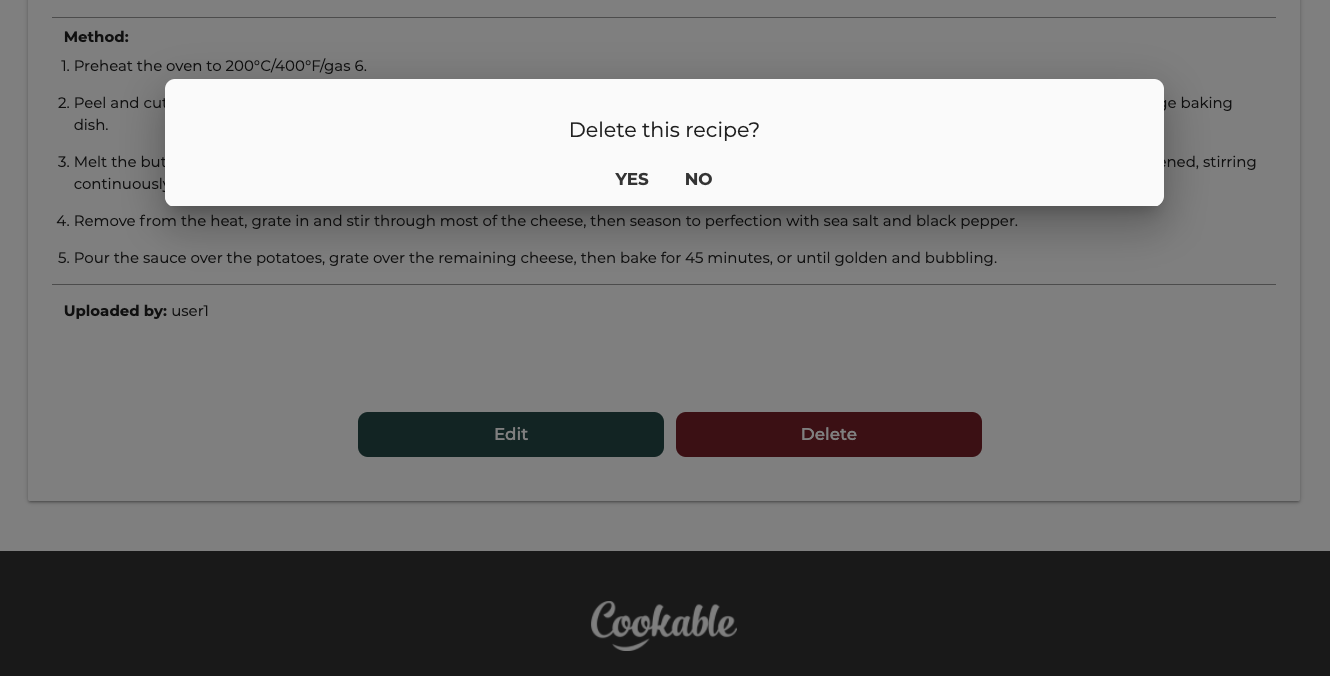 Method:
1. Preheat the oven to 200°C/400°F/gas 6.
2. Peel and cut
ge baking
dish.
Delete this recipe?
3. Melt the but
ened, stirring
YES NO
continuously
4. Remove from the heat, grate in and stir through most of the cheese, then season to perfection with sea salt and black pepper.
5. Pour the sauce over the potatoes, grate over the remaining cheese, then bake for 45 minutes, or until golden and bubbling.
Uploaded by: user1
Edit Delete
Cookable